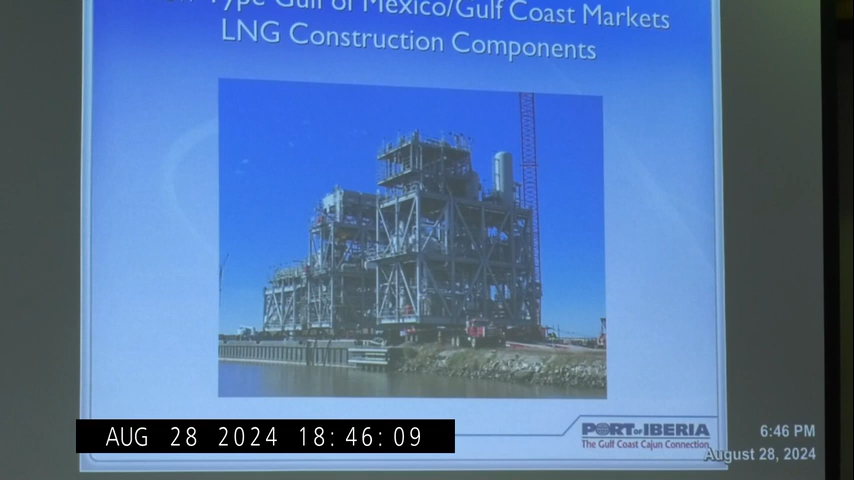 Type Gulf of Mexico/Gulf Coast Markets
LNG Construction Components
PORT OF IBERIA
The Gulf Coast Cajun Connection
6:46 PM
August 28, 2024
AUG 28 2024 18:46:09